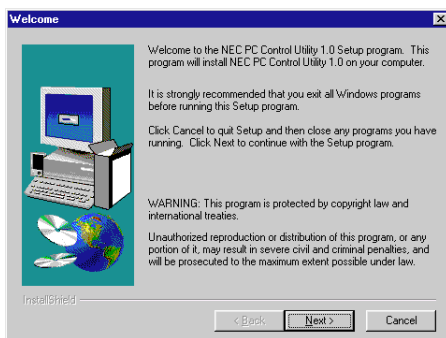 Welcome
Welcome to the NEC PC Control Utility 1.0 Setup program. This
program will install NEC PC Control Utility 1.0 on your computer.
It is strongly recommended that you exit all Windows programs
before running this Setup program.
Click Cancel to quit Setup and then close any programs you have
running. Click Next to continue with the Setup program.
WARNING: This program is protected by copyright law and
international treaties.
Unauthorized reproduction or distribution of this program, or any
portion of it, may result in severe civil and criminal penalties, and
will be prosecuted to the maximum extent possible under law.
InstallShield
< Back
Next >
Cancel